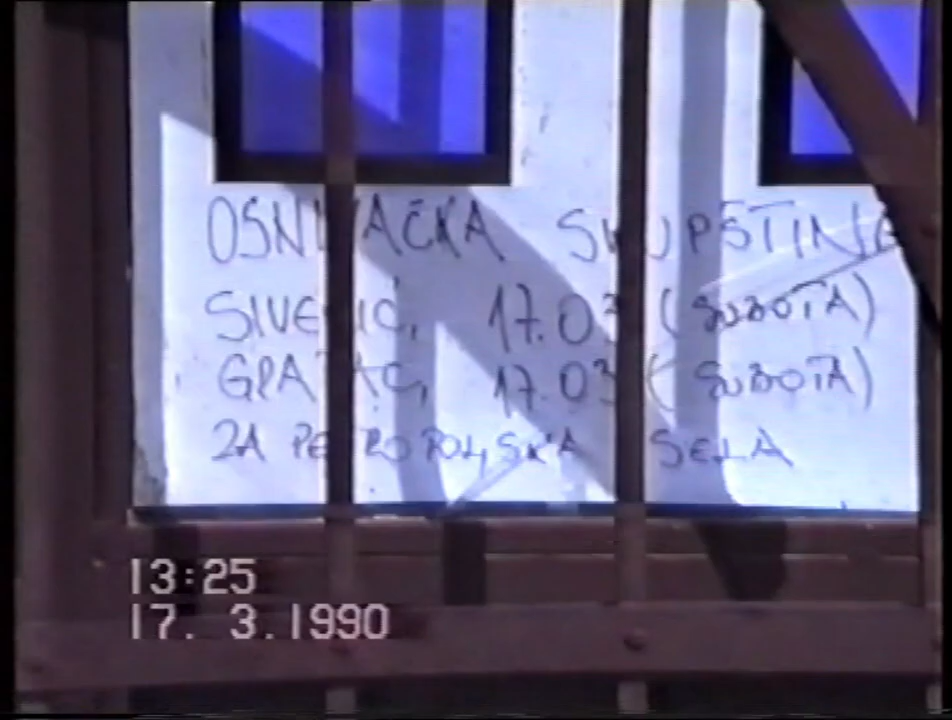 OSNIVAČKA SKUPŠTINA
SIVERIĆ, 17.03 (SUBOTA)
GRADAC, 17.03 (SUBOTA)
ZA PETROPOLJSKA SELA
13:25
17. 3.1990